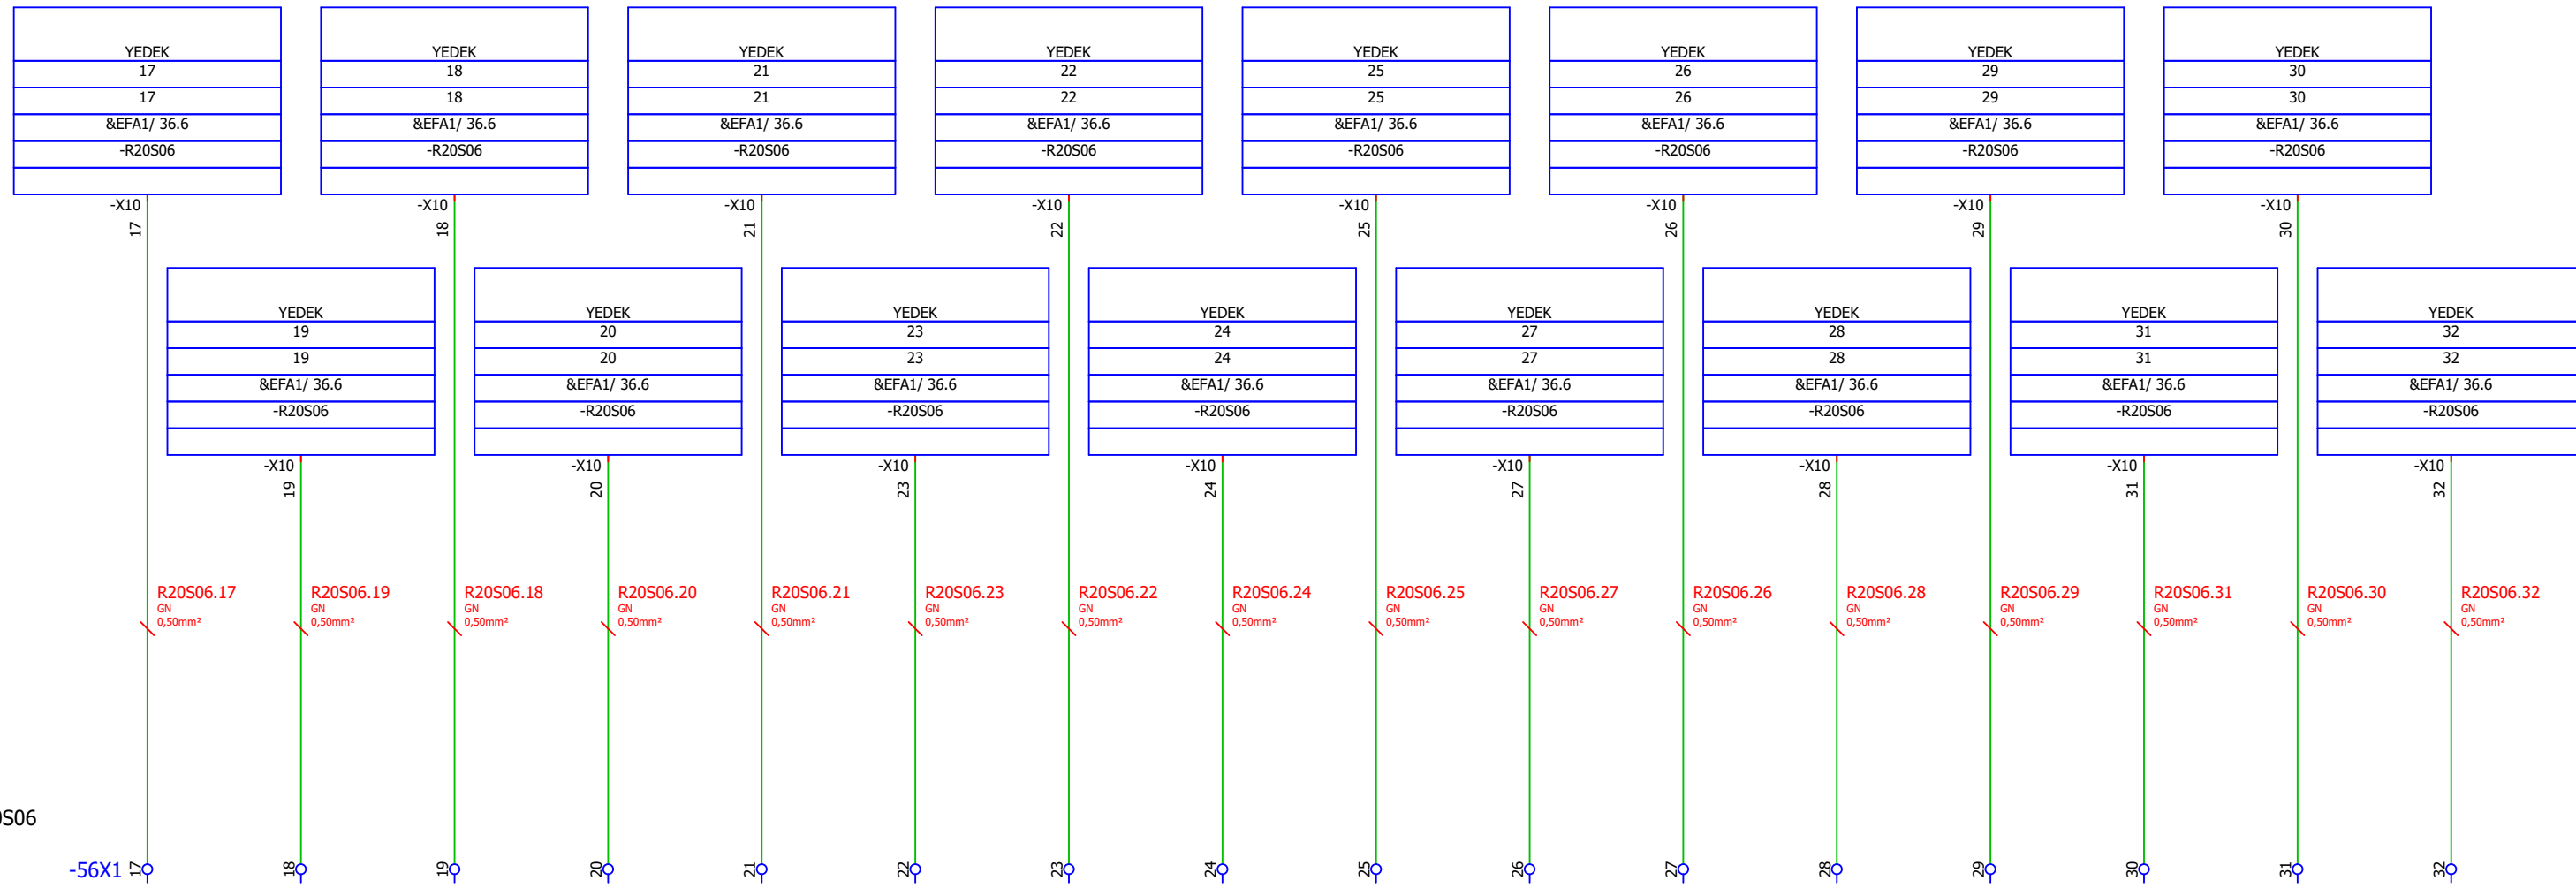 YEDEK YEDEK YEDEK YEDEK YEDEK YEDEK YEDEK YEDEK
17 18 21 22 25 26 29 30
17 18 21 22 25 26 29 30
&EFA1/ 36.6 &EFA1/ 36.6 &EFA1/ 36.6 &EFA1/ 36.6 &EFA1/ 36.6 &EFA1/ 36.6 &EFA1/ 36.6 &EFA1/ 36.6
-R20S06 -R20S06 -R20S06 -R20S06 -R20S06 -R20S06 -R20S06 -R20S06
-X10 -X10 -X10 -X10 -X10 -X10 -X10 -X10
17 18 21 22 25 26 29 30
YEDEK YEDEK YEDEK YEDEK YEDEK YEDEK YEDEK YEDEK
19 20 23 24 27 28 31 32
19 20 23 24 27 28 31 32
&EFA1/ 36.6 &EFA1/ 36.6 &EFA1/ 36.6 &EFA1/ 36.6 &EFA1/ 36.6 &EFA1/ 36.6 &EFA1/ 36.6 &EFA1/ 36.6
-R20S06 -R20S06 -R20S06 -R20S06 -R20S06 -R20S06 -R20S06 -R20S06
-X10 -X10 -X10 -X10 -X10 -X10 -X10 -X10
19 20 23 24 27 28 31 32
R20S06.17 R20S06.19 R20S06.18 R20S06.20 R20S06.21 R20S06.23 R20S06.22 R20S06.24 R20S06.25 R20S06.27 R20S06.26 R20S06.28 R20S06.29 R20S06.31 R20S06.30 R20S06.32
GN GN GN GN GN GN GN GN GN GN GN GN GN GN GN GN
0,50mm² 0,50mm² 0,50mm² 0,50mm² 0,50mm² 0,50mm² 0,50mm² 0,50mm² 0,50mm² 0,50mm² 0,50mm² 0,50mm² 0,50mm² 0,50mm² 0,50mm² 0,50mm²
S06
-56X1 17 18 19 20 21 22 23 24 25 26 27 28 29 30 31 32